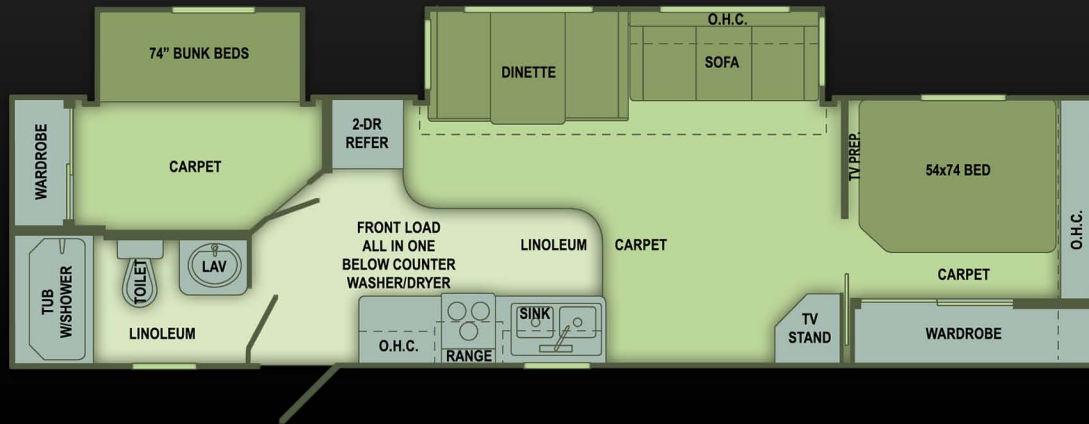 74” BUNK BEDS
WARDROBE
CARPET
2-DR
REFER
DINETTE
O.H.C.
SOFA
TV PREP.
54x74 BED
O.H.C.
TUB
W/SHOWER
TOILET
LAV
LINOLEUM
FRONT LOAD
ALL IN ONE
BELOW COUNTER
WASHER/DRYER
LINOLEUM
CARPET
O.H.C.
RANGE
SINK
TV
STAND
CARPET
WARDROBE